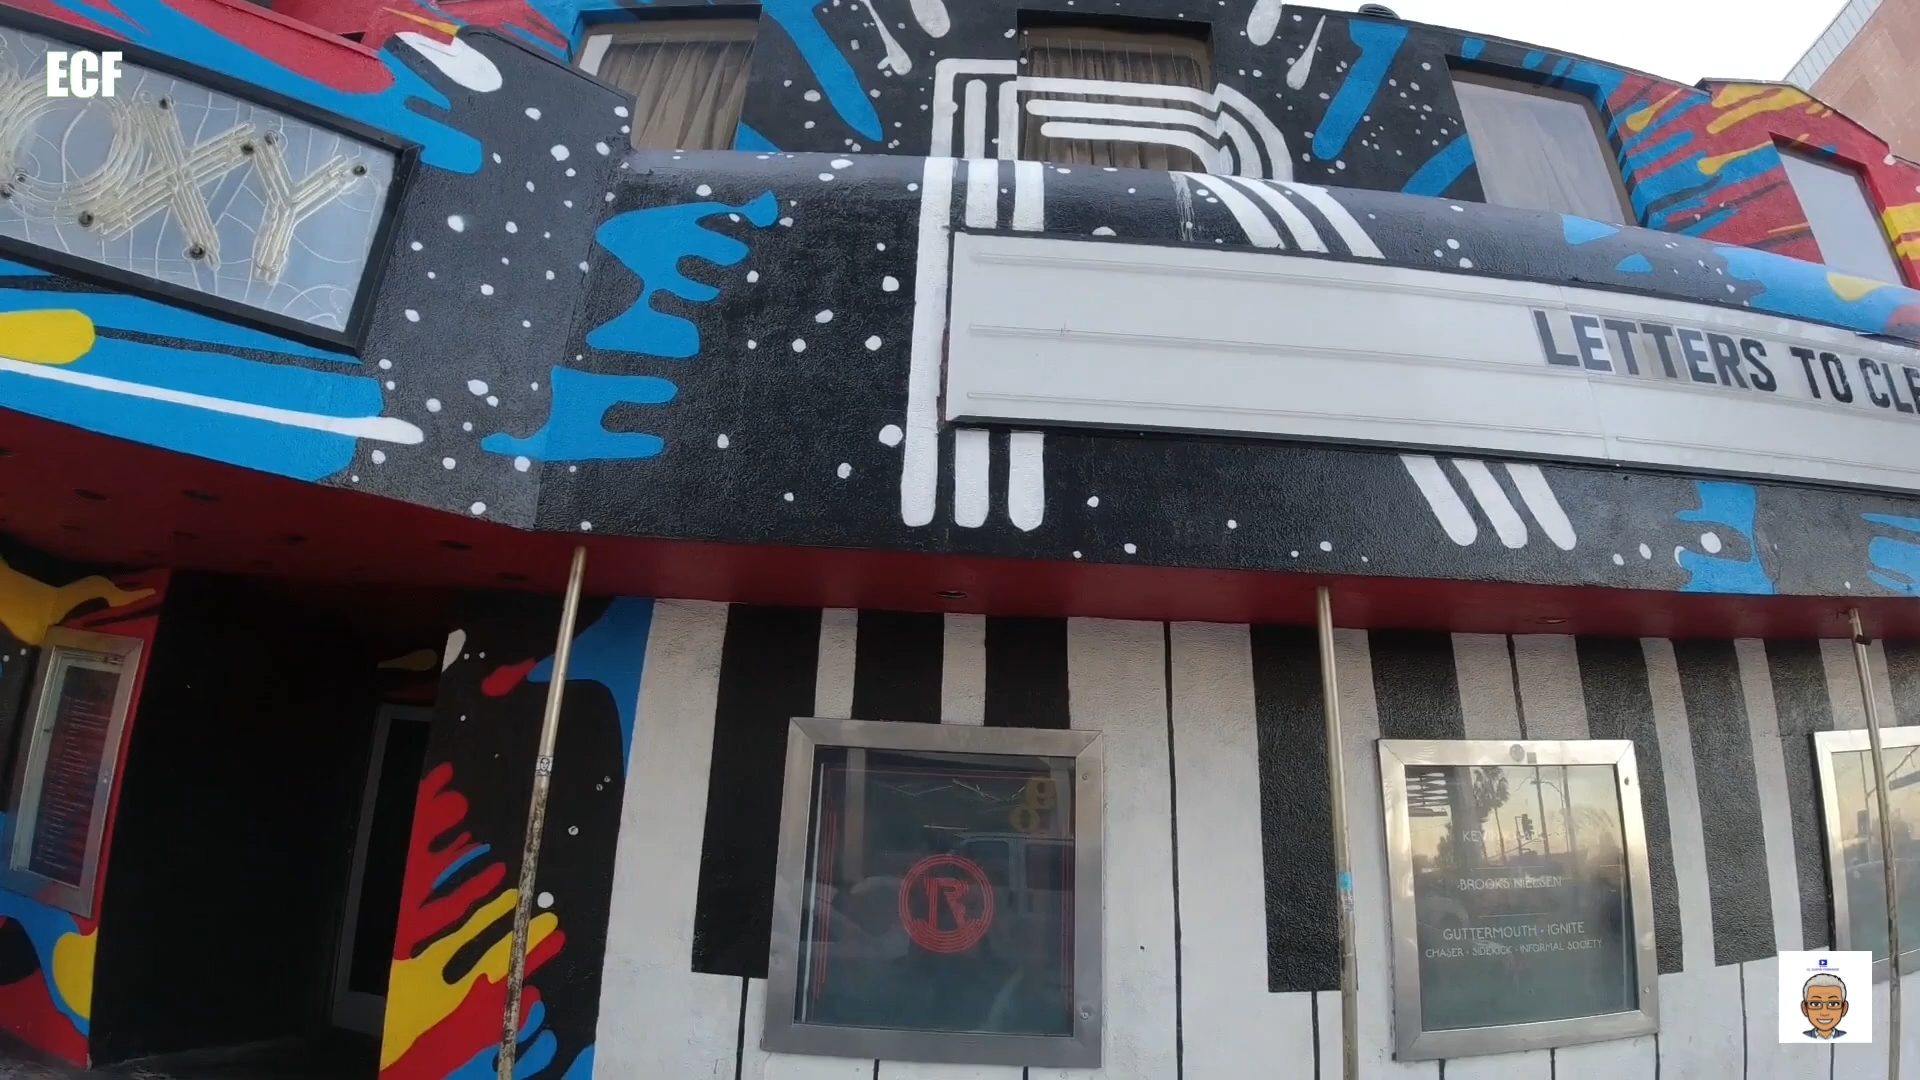 ECF
OXY
R
LETTERS TO CLE
R
BROOKS NIELSEN
GUTTERMOUTH • IGNITE
CHASER • SIDEKICK • INFORMAL SOCIETY